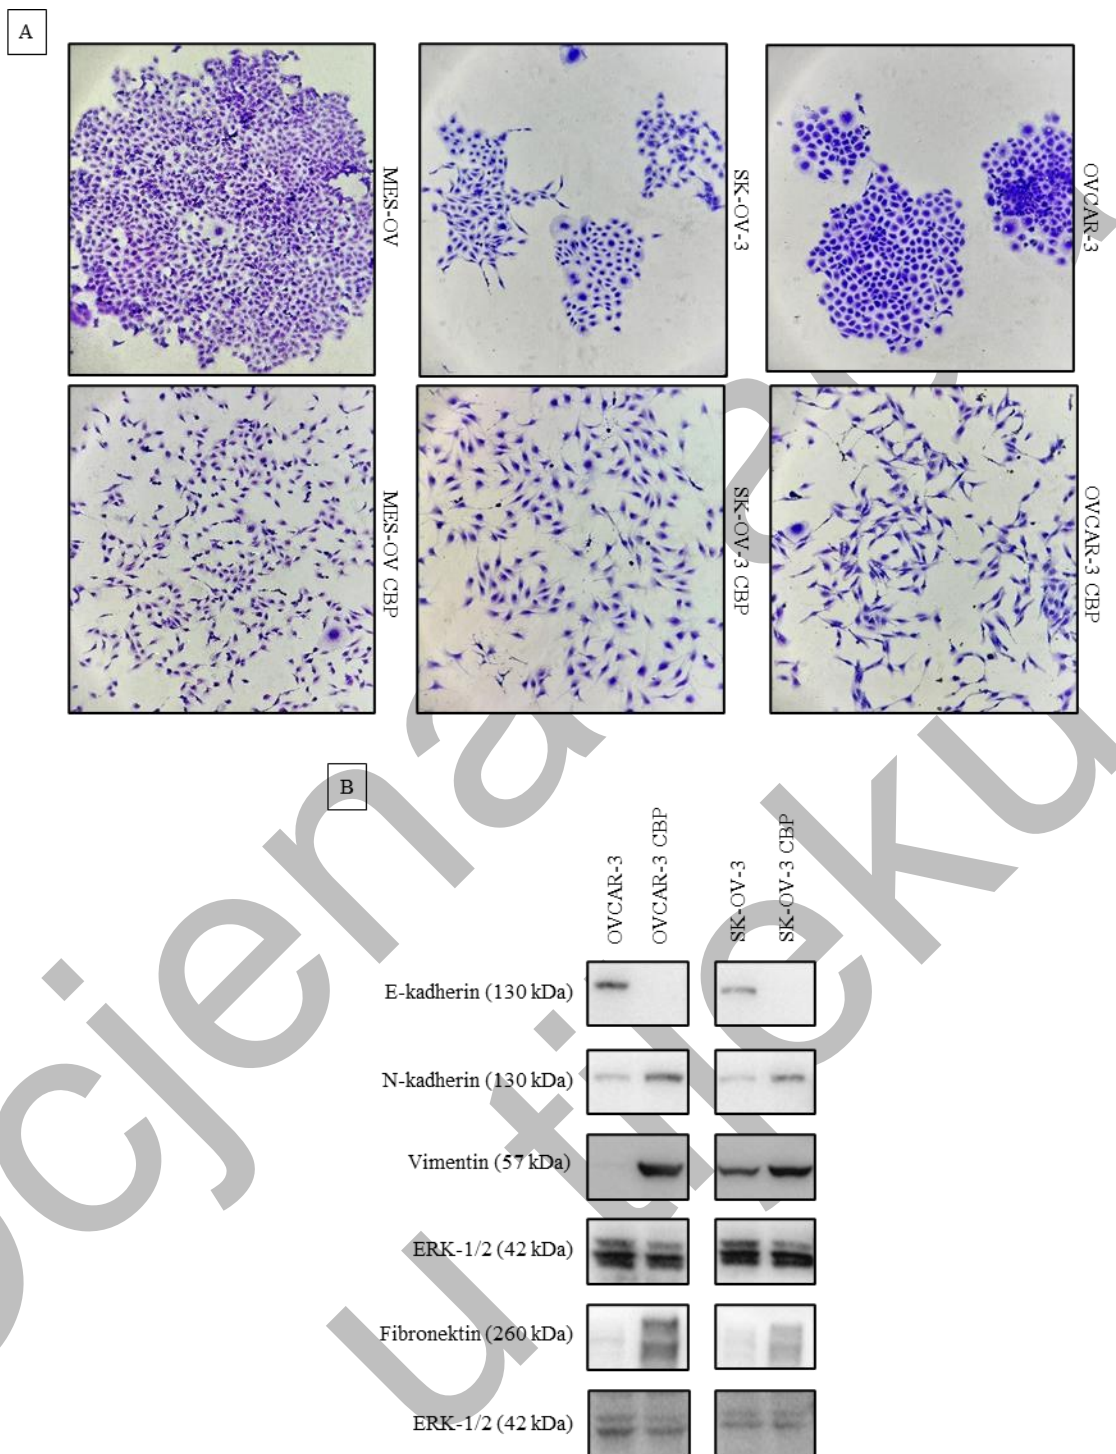 A
MES-OV
SK-OV-3
OVCAR-3
MES-OV CBP
SK-OV-3 CBP
OVCAR-3 CBP
B
OVCAR-3
OVCAR-3 CBP
SK-OV-3
SK-OV-3 CBP
E-kadherin (130 kDa)
N-kadherin (130 kDa)
Vimentin (57 kDa)
ERK-1/2 (42 kDa)
Fibronektin (260 kDa)
ERK-1/2 (42 kDa)
u tijeku